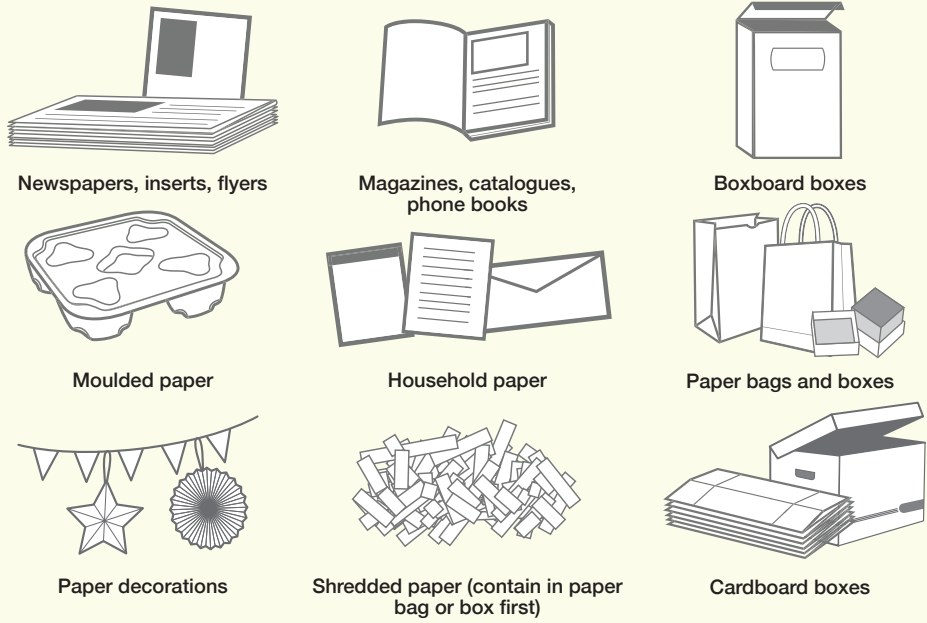 Newspapers, inserts, flyers
Magazines, catalogues,
phone books
Boxboard boxes
Moulded paper
Household paper
Paper bags and boxes
Paper decorations
Shredded paper (contain in paper
bag or box first)
Cardboard boxes